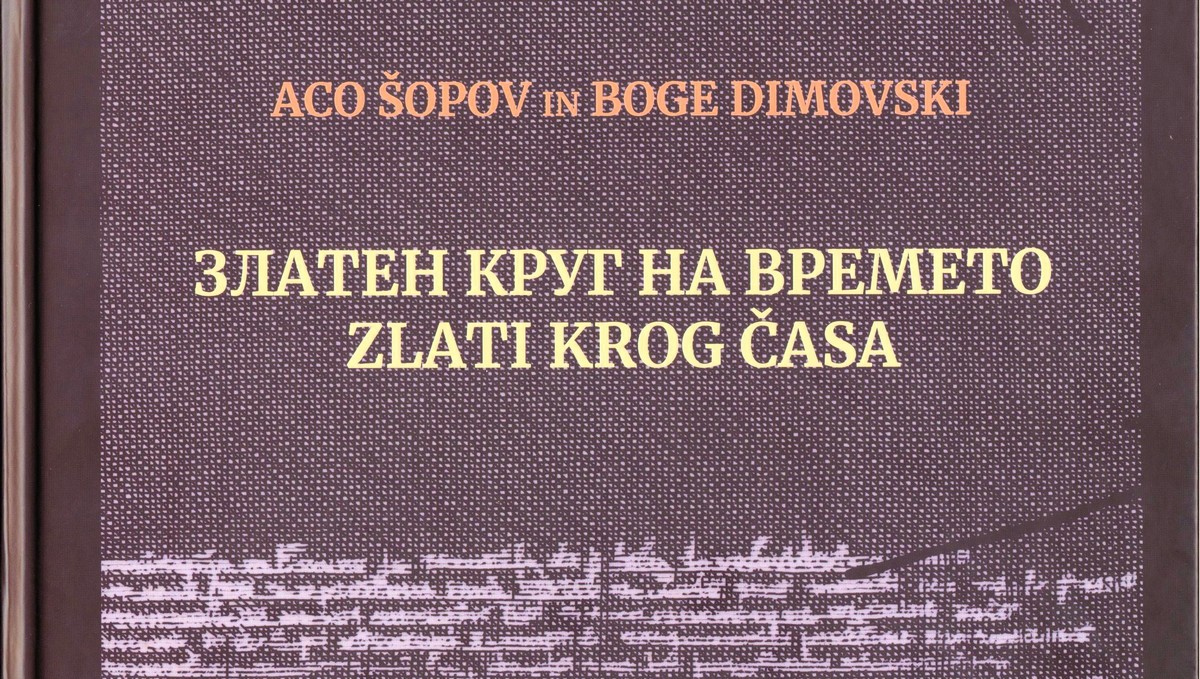 ACO ŠOPOV IN BOGE DIMOVSKI
ЗЛАТЕН КРУГ НА ВРЕМЕТО
ZLATI KROG ČASA